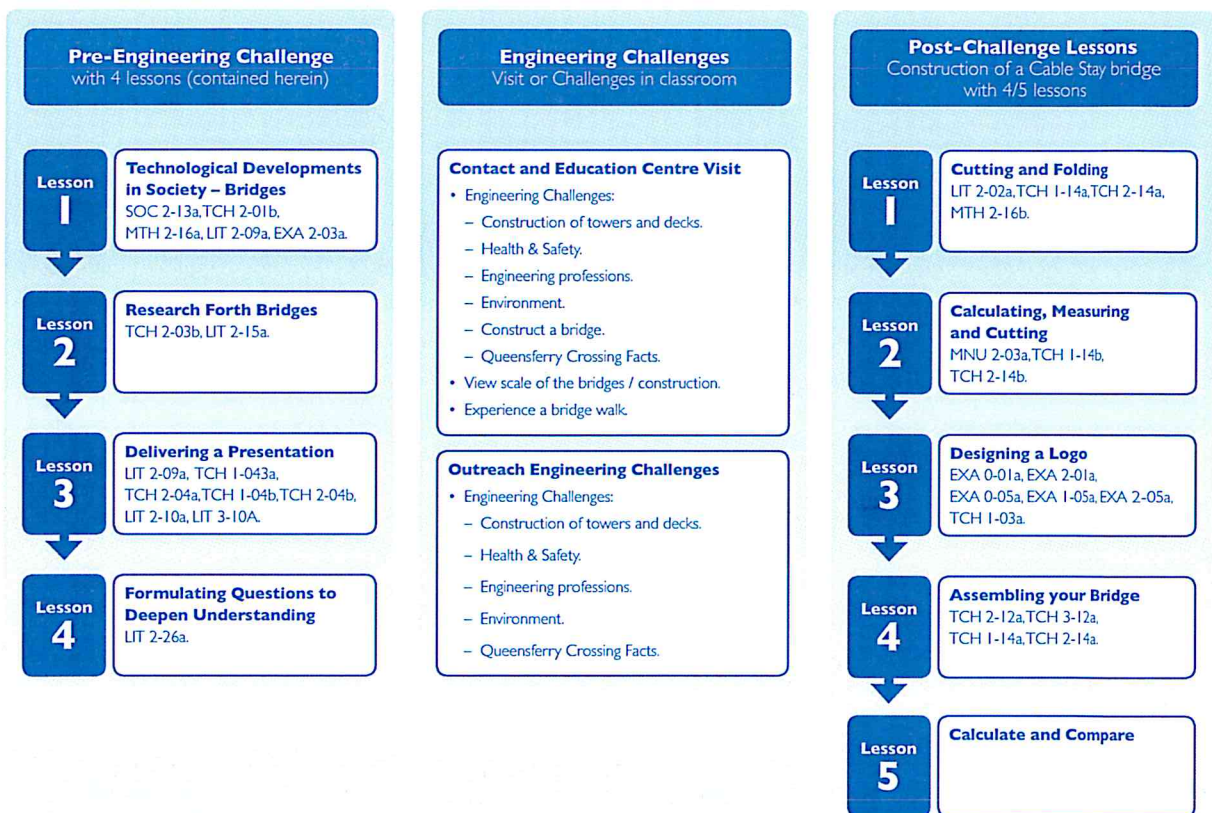 Pre-Engineering Challenge
with 4 lessons (contained herein)
Lesson
1
Technological Developments
in Society – Bridges
SOC 2-13a, TCH 2-01b,
MTH 2-16a, LIT 2-09a, EXA 2-03a.
Lesson
2
Research Forth Bridges
TCH 2-03b, LIT 2-15a.
Lesson
3
Delivering a Presentation
LIT 2-09a, TCH 1-043a,
TCH 2-04a, TCH 1-04b, TCH 2-04b,
LIT 2-10a, LIT 3-10A.
Lesson
4
Formulating Questions to
Deepen Understanding
LIT 2-26a.
Engineering Challenges
Visit or Challenges in classroom
Contact and Education Centre Visit
• Engineering Challenges:
– Construction of towers and decks.
– Health & Safety.
– Engineering professions.
– Environment.
– Construct a bridge.
– Queensferry Crossing Facts.
• View scale of the bridges / construction.
• Experience a bridge walk.
Outreach Engineering Challenges
• Engineering Challenges:
– Construction of towers and decks.
– Health & Safety.
– Engineering professions.
– Environment.
– Queensferry Crossing Facts.
Post-Challenge Lessons
Construction of a Cable Stay bridge
with 4/5 lessons
Lesson
1
Cutting and Folding
LIT 2-02a, TCH 1-14a, TCH 2-14a,
MTH 2-16b.
Lesson
2
Calculating, Measuring
and Cutting
MNU 2-03a, TCH 1-14b,
TCH 2-14b.
Lesson
3
Designing a Logo
EXA 0-01a, EXA 2-01a,
EXA 0-05a, EXA 1-05a, EXA 2-05a,
TCH 1-03a.
Lesson
4
Assembling your Bridge
TCH 2-12a, TCH 3-12a,
TCH 1-14a, TCH 2-14a.
Lesson
5
Calculate and Compare